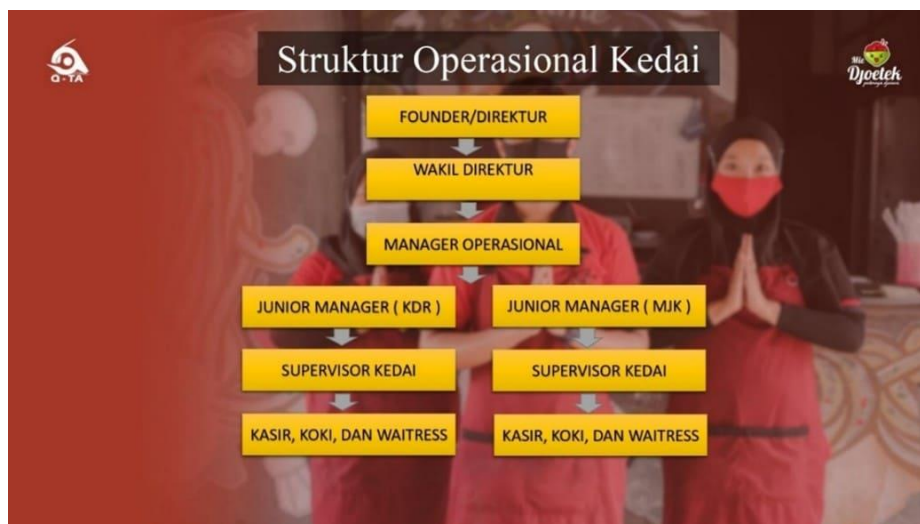 Struktur Operasional Kedai
Q-TA
Mie
Djoetek
FOUNDER/DIREKTUR
WAKIL DIREKTUR
MANAGER OPERASIONAL
JUNIOR MANAGER ( KDR )
JUNIOR MANAGER ( MJK )
SUPERVISOR KEDAI
SUPERVISOR KEDAI
KASIR, KOKI, DAN WAITRESS
KASIR, KOKI, DAN WAITRESS